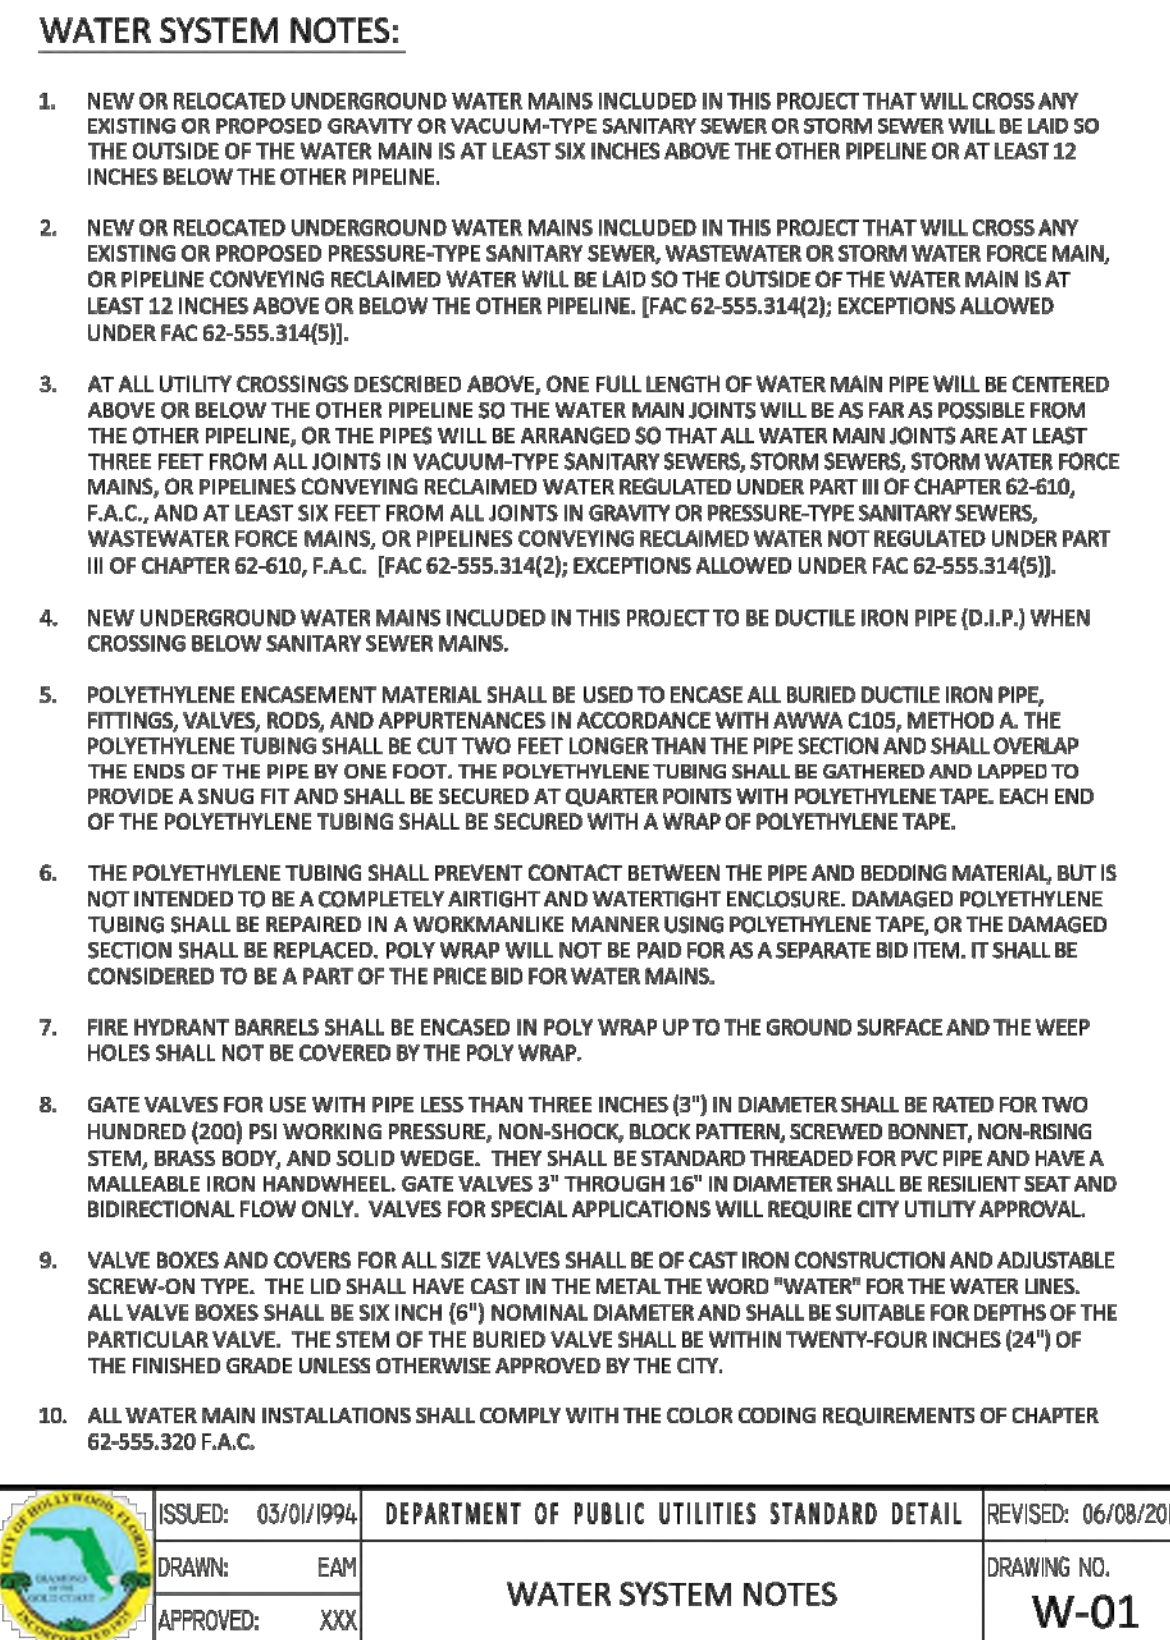 WATER SYSTEM NOTES:
1. NEW OR RELOCATED UNDERGROUND WATER MAINS INCLUDED IN THIS PROJECT THAT WILL CROSS ANY
EXISTING OR PROPOSED GRAVITY OR VACUUM-TYPE SANITARY SEWER OR STORM SEWER WILL BE LAID SO
THE OUTSIDE OF THE WATER MAIN IS AT LEAST SIX INCHES ABOVE THE OTHER PIPELINE OR AT LEAST 12
INCHES BELOW THE OTHER PIPELINE.
2. NEW OR RELOCATED UNDERGROUND WATER MAINS INCLUDED IN THIS PROJECT THAT WILL CROSS ANY
EXISTING OR PROPOSED PRESSURE-TYPE SANITARY SEWER, WASTEWATER OR STORM WATER FORCE MAIN,
OR PIPELINE CONVEYING RECLAIMED WATER WILL BE LAID SO THE OUTSIDE OF THE WATER MAIN IS AT
LEAST 12 INCHES ABOVE OR BELOW THE OTHER PIPELINE. [FAC 62-555.314(2); EXCEPTIONS ALLOWED
UNDER FAC 62-555.314(5)].
3. AT ALL UTILITY CROSSINGS DESCRIBED ABOVE, ONE FULL LENGTH OF WATER MAIN PIPE WILL BE CENTERED
ABOVE OR BELOW THE OTHER PIPELINE SO THE WATER MAIN JOINTS WILL BE AS FAR AS POSSIBLE FROM
THE OTHER PIPELINE, OR THE PIPES WILL BE ARRANGED SO THAT ALL WATER MAIN JOINTS ARE AT LEAST
THREE FEET FROM ALL JOINTS IN VACUUM-TYPE SANITARY SEWERS, STORM SEWERS, STORM WATER FORCE
MAINS, OR PIPELINES CONVEYING RECLAIMED WATER REGULATED UNDER PART III OF CHAPTER 62-610,
F.A.C., AND AT LEAST SIX FEET FROM ALL JOINTS IN GRAVITY OR PRESSURE-TYPE SANITARY SEWERS,
WASTEWATER FORCE MAINS, OR PIPELINES CONVEYING RECLAIMED WATER NOT REGULATED UNDER PART
III OF CHAPTER 62-610, F.A.C. [FAC 62-555.314(2); EXCEPTIONS ALLOWED UNDER FAC 62-555.314(5)].
4. NEW UNDERGROUND WATER MAINS INCLUDED IN THIS PROJECT TO BE DUCTILE IRON PIPE (D.I.P.) WHEN
CROSSING BELOW SANITARY SEWER MAINS.
5. POLYETHYLENE ENCASEMENT MATERIAL SHALL BE USED TO ENCASE ALL BURIED DUCTILE IRON PIPE,
FITTINGS, VALVES, RODS, AND APPURTENANCES IN ACCORDANCE WITH AWWA C105, METHOD A. THE
POLYETHYLENE TUBING SHALL BE CUT TWO FEET LONGER THAN THE PIPE SECTION AND SHALL OVERLAP
THE ENDS OF THE PIPE BY ONE FOOT. THE POLYETHYLENE TUBING SHALL BE GATHERED AND LAPPED TO
PROVIDE A SNUG FIT AND SHALL BE SECURED AT QUARTER POINTS WITH POLYETHYLENE TAPE. EACH END
OF THE POLYETHYLENE TUBING SHALL BE SECURED WITH A WRAP OF POLYETHYLENE TAPE.
6. THE POLYETHYLENE TUBING SHALL PREVENT CONTACT BETWEEN THE PIPE AND BEDDING MATERIAL, BUT IS
NOT INTENDED TO BE A COMPLETELY AIRTIGHT AND WATERTIGHT ENCLOSURE. DAMAGED POLYETHYLENE
TUBING SHALL BE REPAIRED IN A WORKMANLIKE MANNER USING POLYETHYLENE TAPE, OR THE DAMAGED
SECTION SHALL BE REPLACED. POLY WRAP WILL NOT BE PAID FOR AS A SEPARATE BID ITEM. IT SHALL BE
CONSIDERED TO BE A PART OF THE PRICE BID FOR WATER MAINS.
7. FIRE HYDRANT BARRELS SHALL BE ENCASED IN POLY WRAP UP TO THE GROUND SURFACE AND THE WEEP
HOLES SHALL NOT BE COVERED BY THE POLY WRAP.
8. GATE VALVES FOR USE WITH PIPE LESS THAN THREE INCHES (3") IN DIAMETER SHALL BE RATED FOR TWO
HUNDRED (200) PSI WORKING PRESSURE, NON-SHOCK, BLOCK PATTERN, SCREWED BONNET, NON-RISING
STEM, BRASS BODY, AND SOLID WEDGE. THEY SHALL BE STANDARD THREADED FOR PVC PIPE AND HAVE A
MALLEABLE IRON HANDWHEEL. GATE VALVES 3" THROUGH 16" IN DIAMETER SHALL BE RESILIENT SEAT AND
BIDIRECTIONAL FLOW ONLY. VALVES FOR SPECIAL APPLICATIONS WILL REQUIRE CITY UTILITY APPROVAL.
9. VALVE BOXES AND COVERS FOR ALL SIZE VALVES SHALL BE OF CAST IRON CONSTRUCTION AND ADJUSTABLE
SCREW-ON TYPE. THE LID SHALL HAVE CAST IN THE METAL THE WORD "WATER" FOR THE WATER LINES.
ALL VALVE BOXES SHALL BE SIX INCH (6") NOMINAL DIAMETER AND SHALL BE SUITABLE FOR DEPTHS OF THE
PARTICULAR VALVE. THE STEM OF THE BURIED VALVE SHALL BE WITHIN TWENTY-FOUR INCHES (24") OF
THE FINISHED GRADE UNLESS OTHERWISE APPROVED BY THE CITY.
10. ALL WATER MAIN INSTALLATIONS SHALL COMPLY WITH THE COLOR CODING REQUIREMENTS OF CHAPTER
62-555.320 F.A.C.
CITY OF HOLLYWOOD, FLORIDA
DIAMOND
OF THE
GOLD COAST
INCORPORATED 1925
ISSUED: 03/01/1994
DEPARTMENT OF PUBLIC UTILITIES STANDARD DETAIL
REVISED: 06/08/20
DRAWN: EAM
WATER SYSTEM NOTES
DRAWING NO.
APPROVED: XXX
W-01